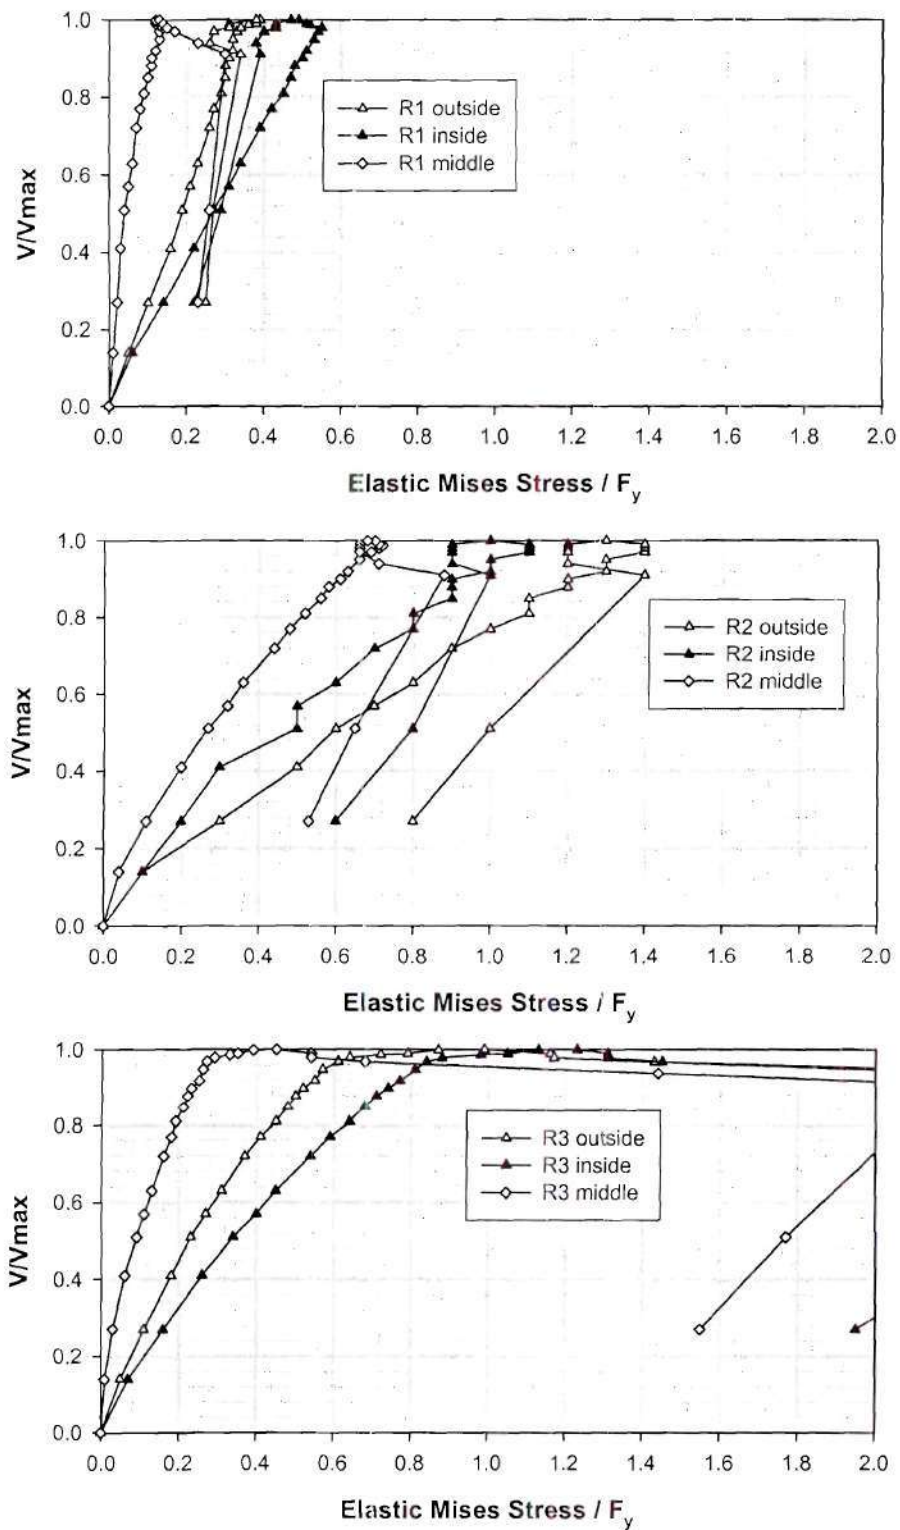 1.0
0.8
0.6
0.4
0.2
0.0
V/Vmax
R1 outside
R1 inside
R1 middle
0.0 0.2 0.4 0.6 0.8 1.0 1.2 1.4 1.6 1.8 2.0
Elastic Mises Stress / Fy
1.0
0.8
0.6
0.4
0.2
0.0
V/Vmax
R2 outside
R2 inside
R2 middle
0.0 0.2 0.4 0.6 0.8 1.0 1.2 1.4 1.6 1.8 2.0
Elastic Mises Stress / Fy
1.0
0.8
0.6
0.4
0.2
0.0
V/Vmax
R3 outside
R3 inside
R3 middle
0.0 0.2 0.4 0.6 0.8 1.0 1.2 1.4 1.6 1.8 2.0
Elastic Mises Stress / Fy